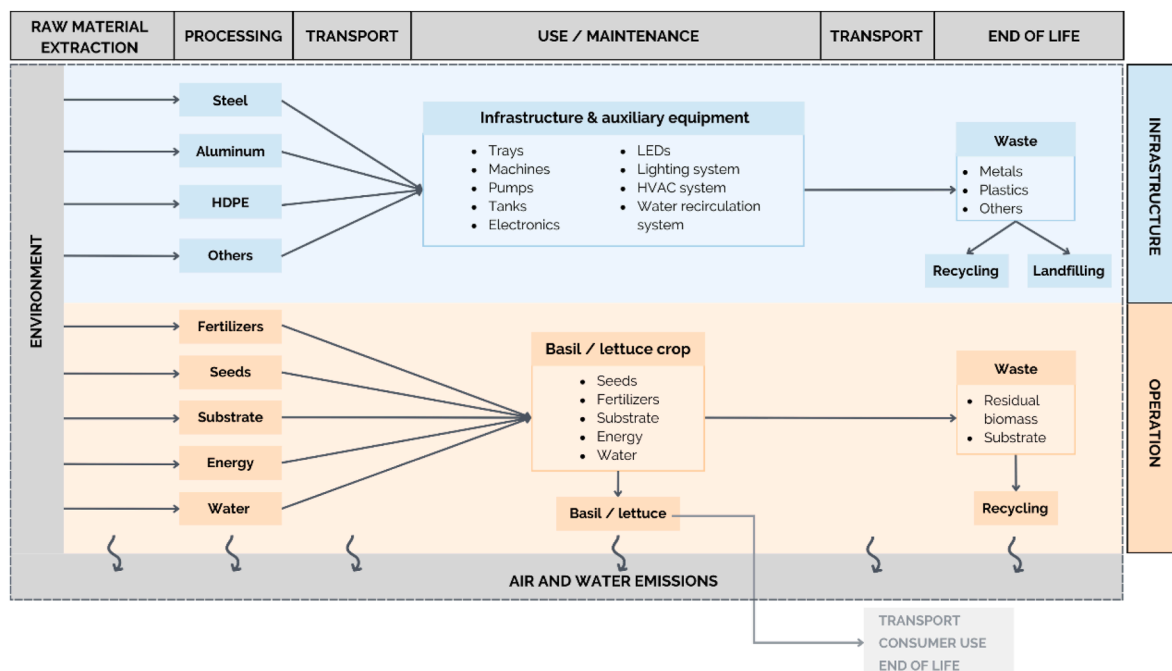 RAW MATERIAL
EXTRACTION
PROCESSING
TRANSPORT
USE / MAINTENANCE
TRANSPORT
END OF LIFE
ENVIRONMENT
INFRASTRUCTURE
Steel
Aluminum
HDPE
Others
Infrastructure & auxiliary equipment
• Trays
• Machines
• Pumps
• Tanks
• Electronics
• LEDs
• Lighting system
• HVAC system
• Water recirculation
system
Waste
• Metals
• Plastics
• Others
Recycling
Landfilling
OPERATION
Fertilizers
Seeds
Substrate
Energy
Water
Basil / lettuce crop
• Seeds
• Fertilizers
• Substrate
• Energy
• Water
Basil / lettuce
Waste
• Residual
biomass
• Substrate
Recycling
AIR AND WATER EMISSIONS
TRANSPORT
CONSUMER USE
END OF LIFE